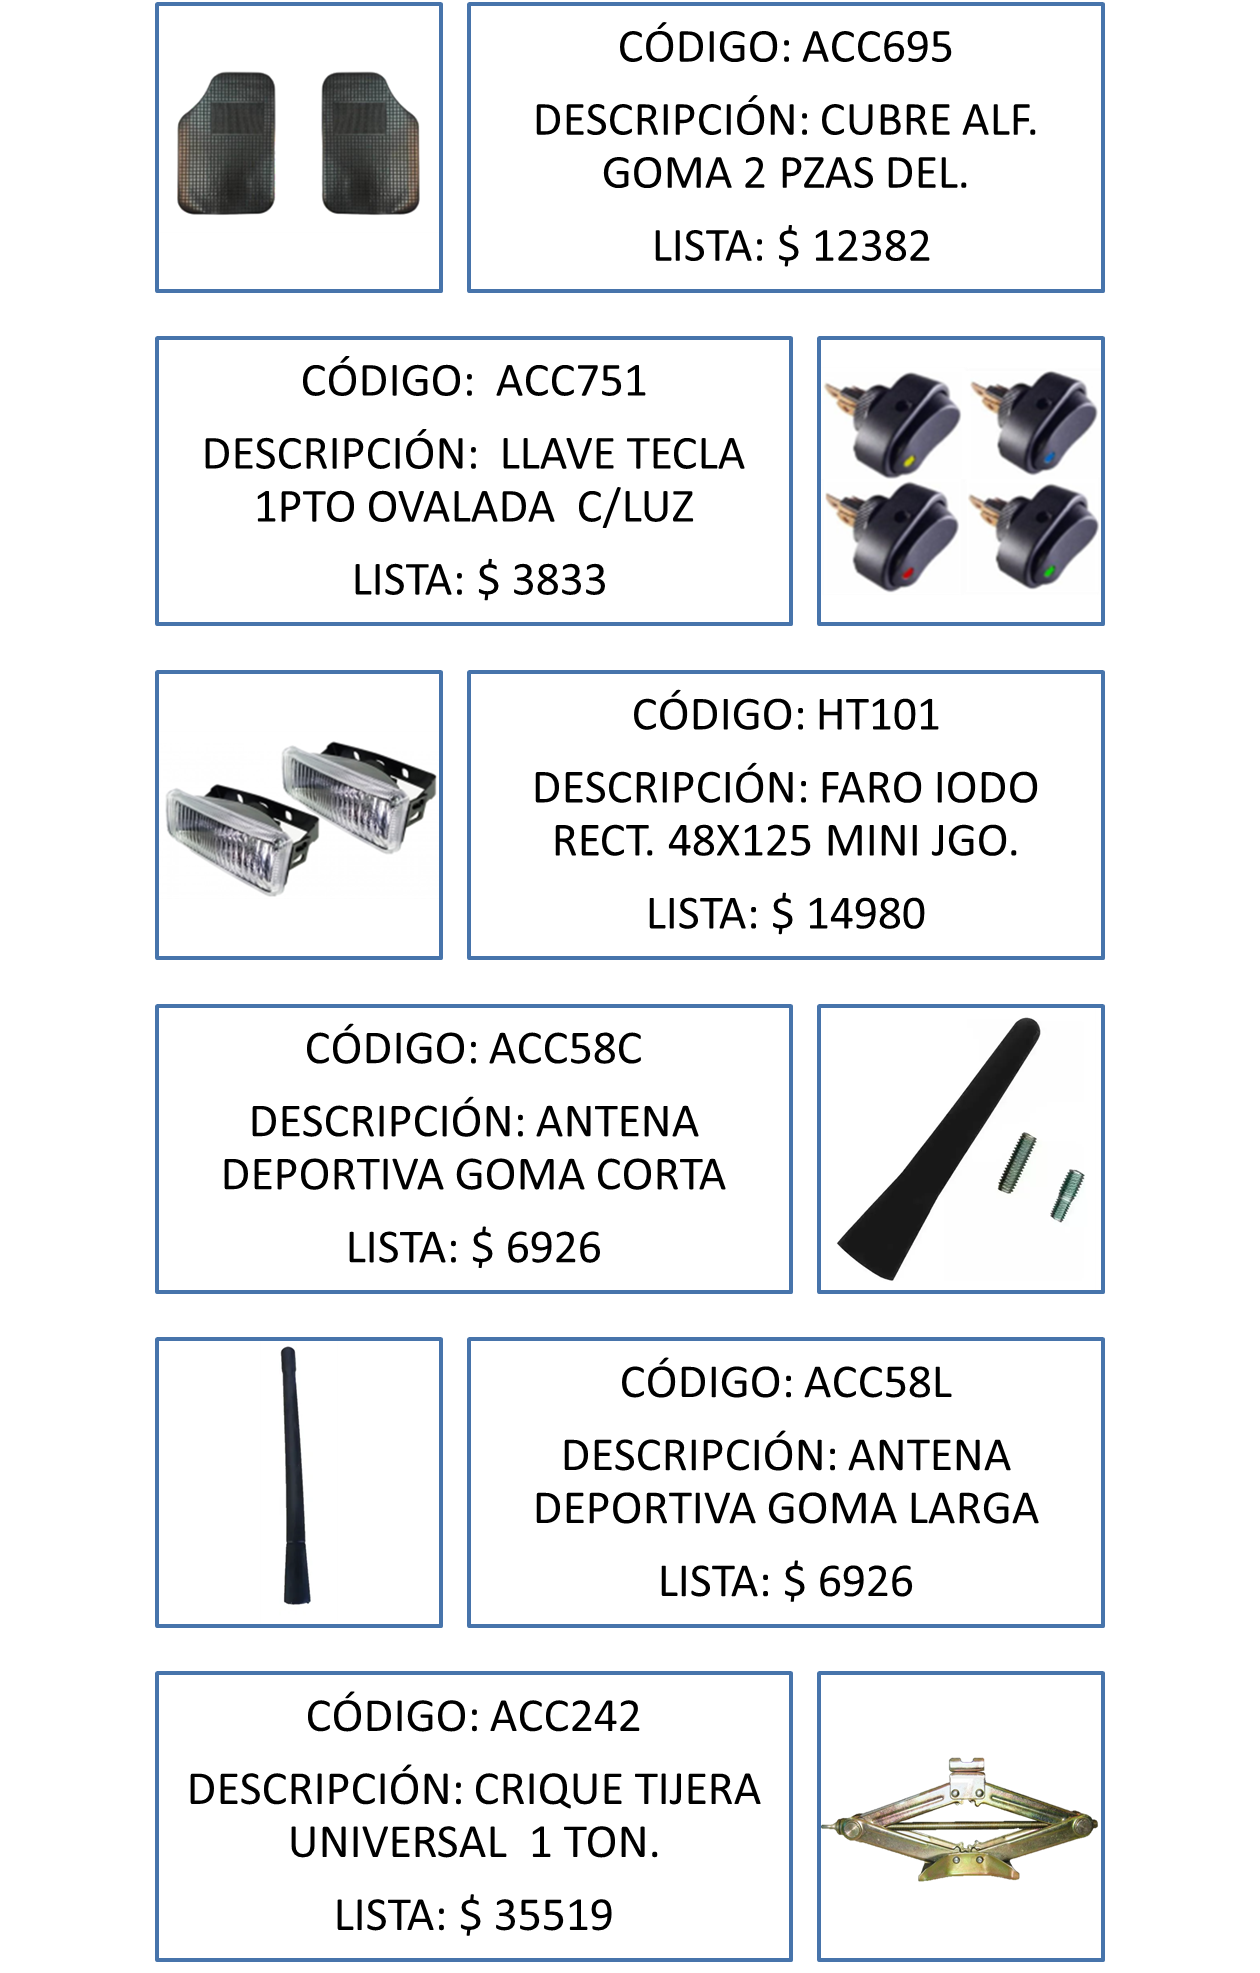 CÓDIGO: ACC695
DESCRIPCIÓN: CUBRE ALF.
GOMA 2 PZAS DEL.
LISTA: $ 12382
CÓDIGO:  ACC751
DESCRIPCIÓN:  LLAVE TECLA
1PTO OVALADA  C/LUZ
LISTA: $ 3833
CÓDIGO: HT101
DESCRIPCIÓN: FARO IODO
RECT. 48X125 MINI JGO.
LISTA: $ 14980
CÓDIGO: ACC58C
DESCRIPCIÓN: ANTENA
DEPORTIVA GOMA CORTA
LISTA: $ 6926
CÓDIGO: ACC58L
DESCRIPCIÓN: ANTENA
DEPORTIVA GOMA LARGA
LISTA: $ 6926
CÓDIGO: ACC242
DESCRIPCIÓN: CRIQUE TIJERA
UNIVERSAL  1 TON.
LISTA: $ 35519